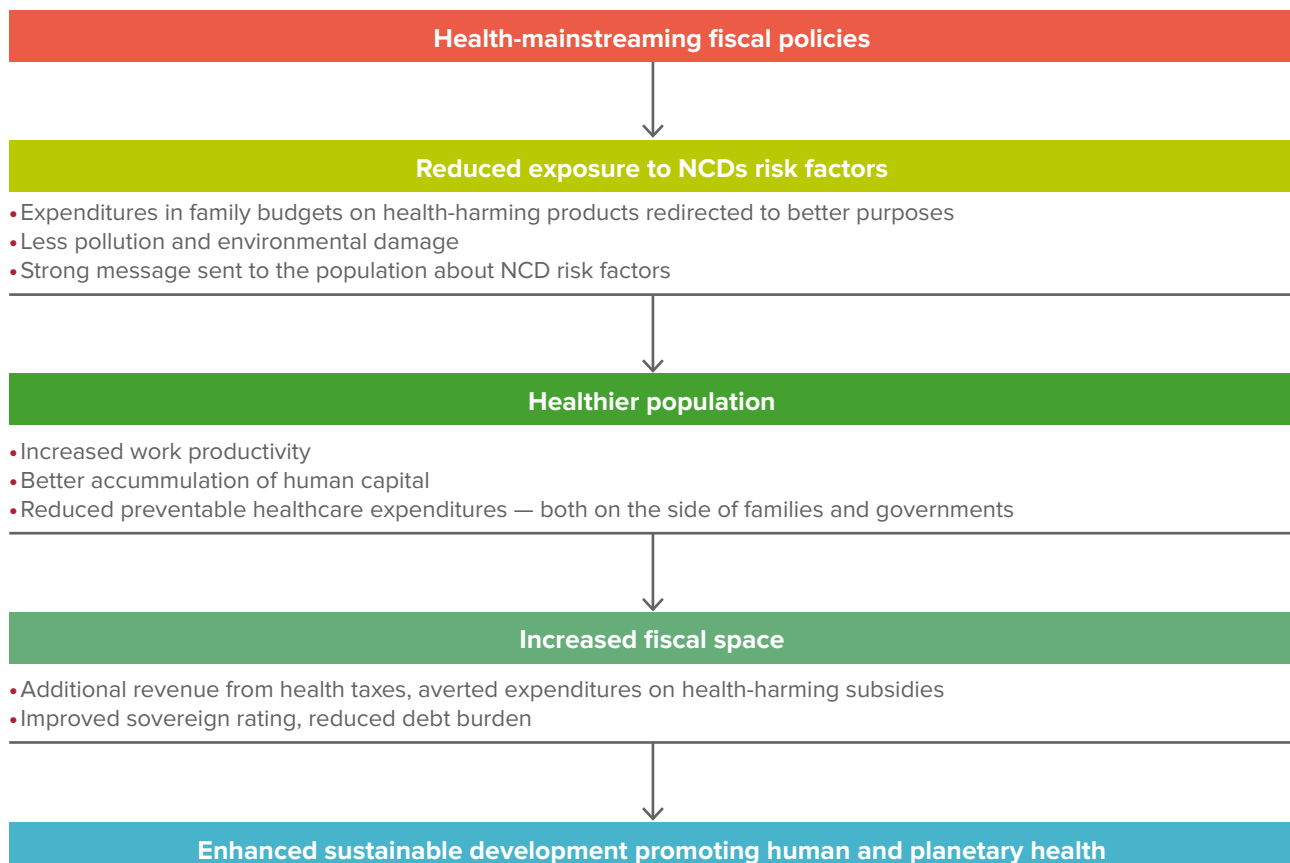 Health-mainstreaming fiscal policies
Reduced exposure to NCDs risk factors
• Expenditures in family budgets on health-harming products redirected to better purposes
• Less pollution and environmental damage
• Strong message sent to the population about NCD risk factors
Healthier population
• Increased work productivity
• Better accummulation of human capital
• Reduced preventable healthcare expenditures — both on the side of families and governments
Increased fiscal space
• Additional revenue from health taxes, averted expenditures on health-harming subsidies
• Improved sovereign rating, reduced debt burden
Enhanced sustainable development promoting human and planetary health